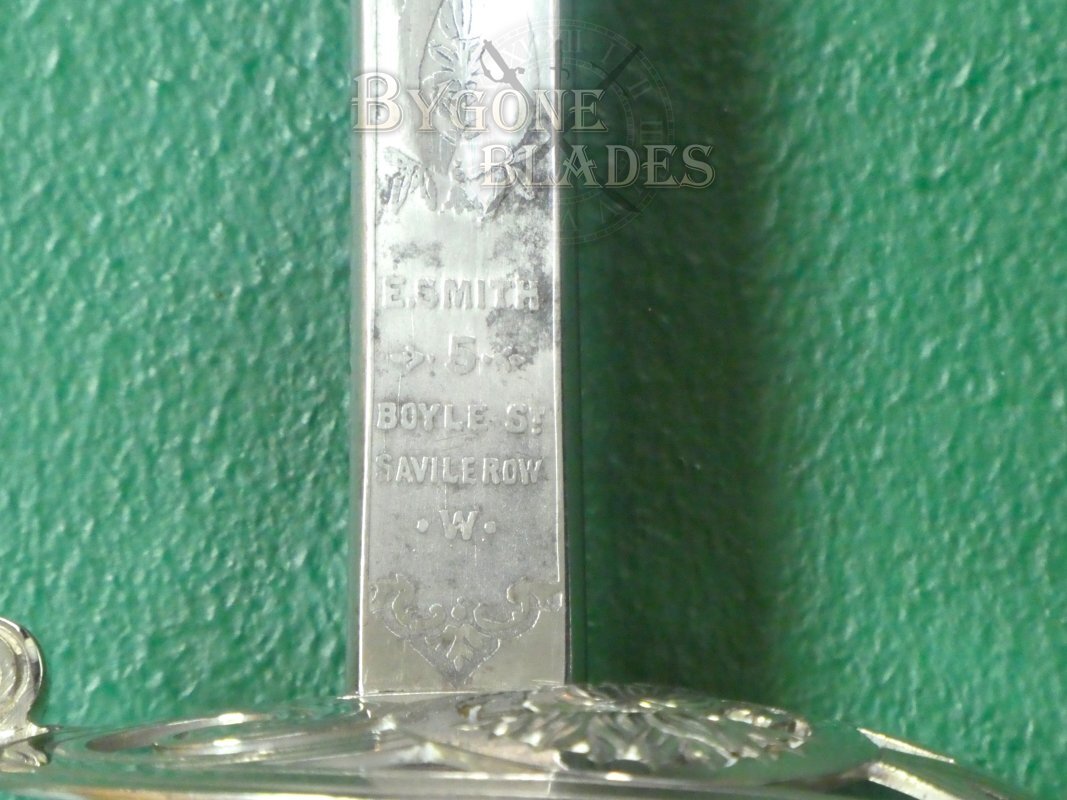 BYGONE
BLADES
E. SMITH
5
BOYLE ST
SAVILE ROW
·W·